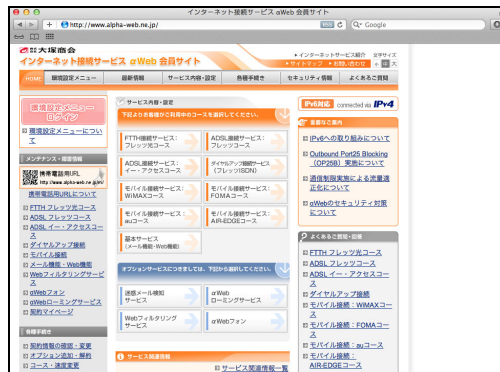 インターネット接続サービス αWeb 会員サイト
http://www.alpha-web.ne.jp/
Google
大塚商会
インターネット接続サービス αWeb 会員サイト
インターネットサービス紹介 文字サイズ
サイトマップ お問い合わせ 小 中 大
HOME 環境設定メニュー 最新情報 サービス内容・設定 各種手続き セキュリティ情報 よくあるご質問
環境設定メニュー
ログイン
環境設定メニューについて
メンテナンス・障害情報
携帯電話用URL
http://www.alpha-web.ne.jp/m/
携帯電話用URLについて
FTTH フレッツ光コース
ADSL フレッツコース
ADSL イー・アクセスコース
ダイヤルアップ接続
モバイル接続
メール機能・Web機能
Webフィルタリングサービス
αWebフォン
αWebローミングサービス
契約マイページ
各種手続き
契約情報の確認・変更
オプション追加・解約
コース・速度変更
サービス内容・設定
下記よりお客様がご利用中のコースを選択してください。
FTTH接続サービス：
フレッツ光コース
ADSL接続サービス：
フレッツコース
ADSL接続サービス：
イー・アクセスコース
ダイヤルアップ接続サービス
（フレッツISDN）
モバイル接続サービス：
WiMAXコース
モバイル接続サービス：
FOMAコース
モバイル接続サービス：
auコース
モバイル接続サービス：
AIR-EDGEコース
基本サービス
（メール機能・Web機能）
オプションサービスにつきましては、下記から選択してください。
迷惑メール検知
サービス
αWeb
ローミングサービス
Webフィルタリング
サービス
αWebフォン
サービス関連情報
サービス関連情報一覧
IPv6対応 connected via IPv4
重要なご案内
IPv6への取り組みについて
Outbound Port25 Blocking
（OP25B）実施について
通信制限実施による流量適
正化について
αWebのセキュリティ対策
について
よくあるご質問・回答
FTTH フレッツ光コース
ADSL フレッツコース
ADSL イー・アクセスコー
ス
ダイヤルアップ接続
モバイル接続：WiMAXコー
ス
モバイル接続：FOMAコー
ス
モバイル接続：auコース
モバイル接続：
AIR-EDGEコース